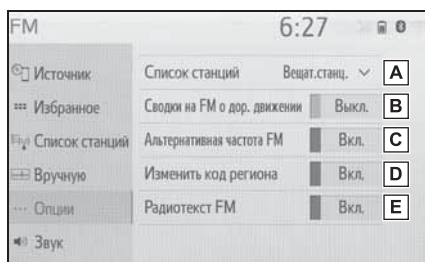 FM 6:27
Источник
Список станций Вещат.станц. A
Избранное
Сводки на FM о дор. движении Выкл. B
Список станций
Альтернативная частота FM Вкл. C
Вручную
Изменить код региона Вкл. D
Опции
Радиотекст FM Вкл. E
Звук